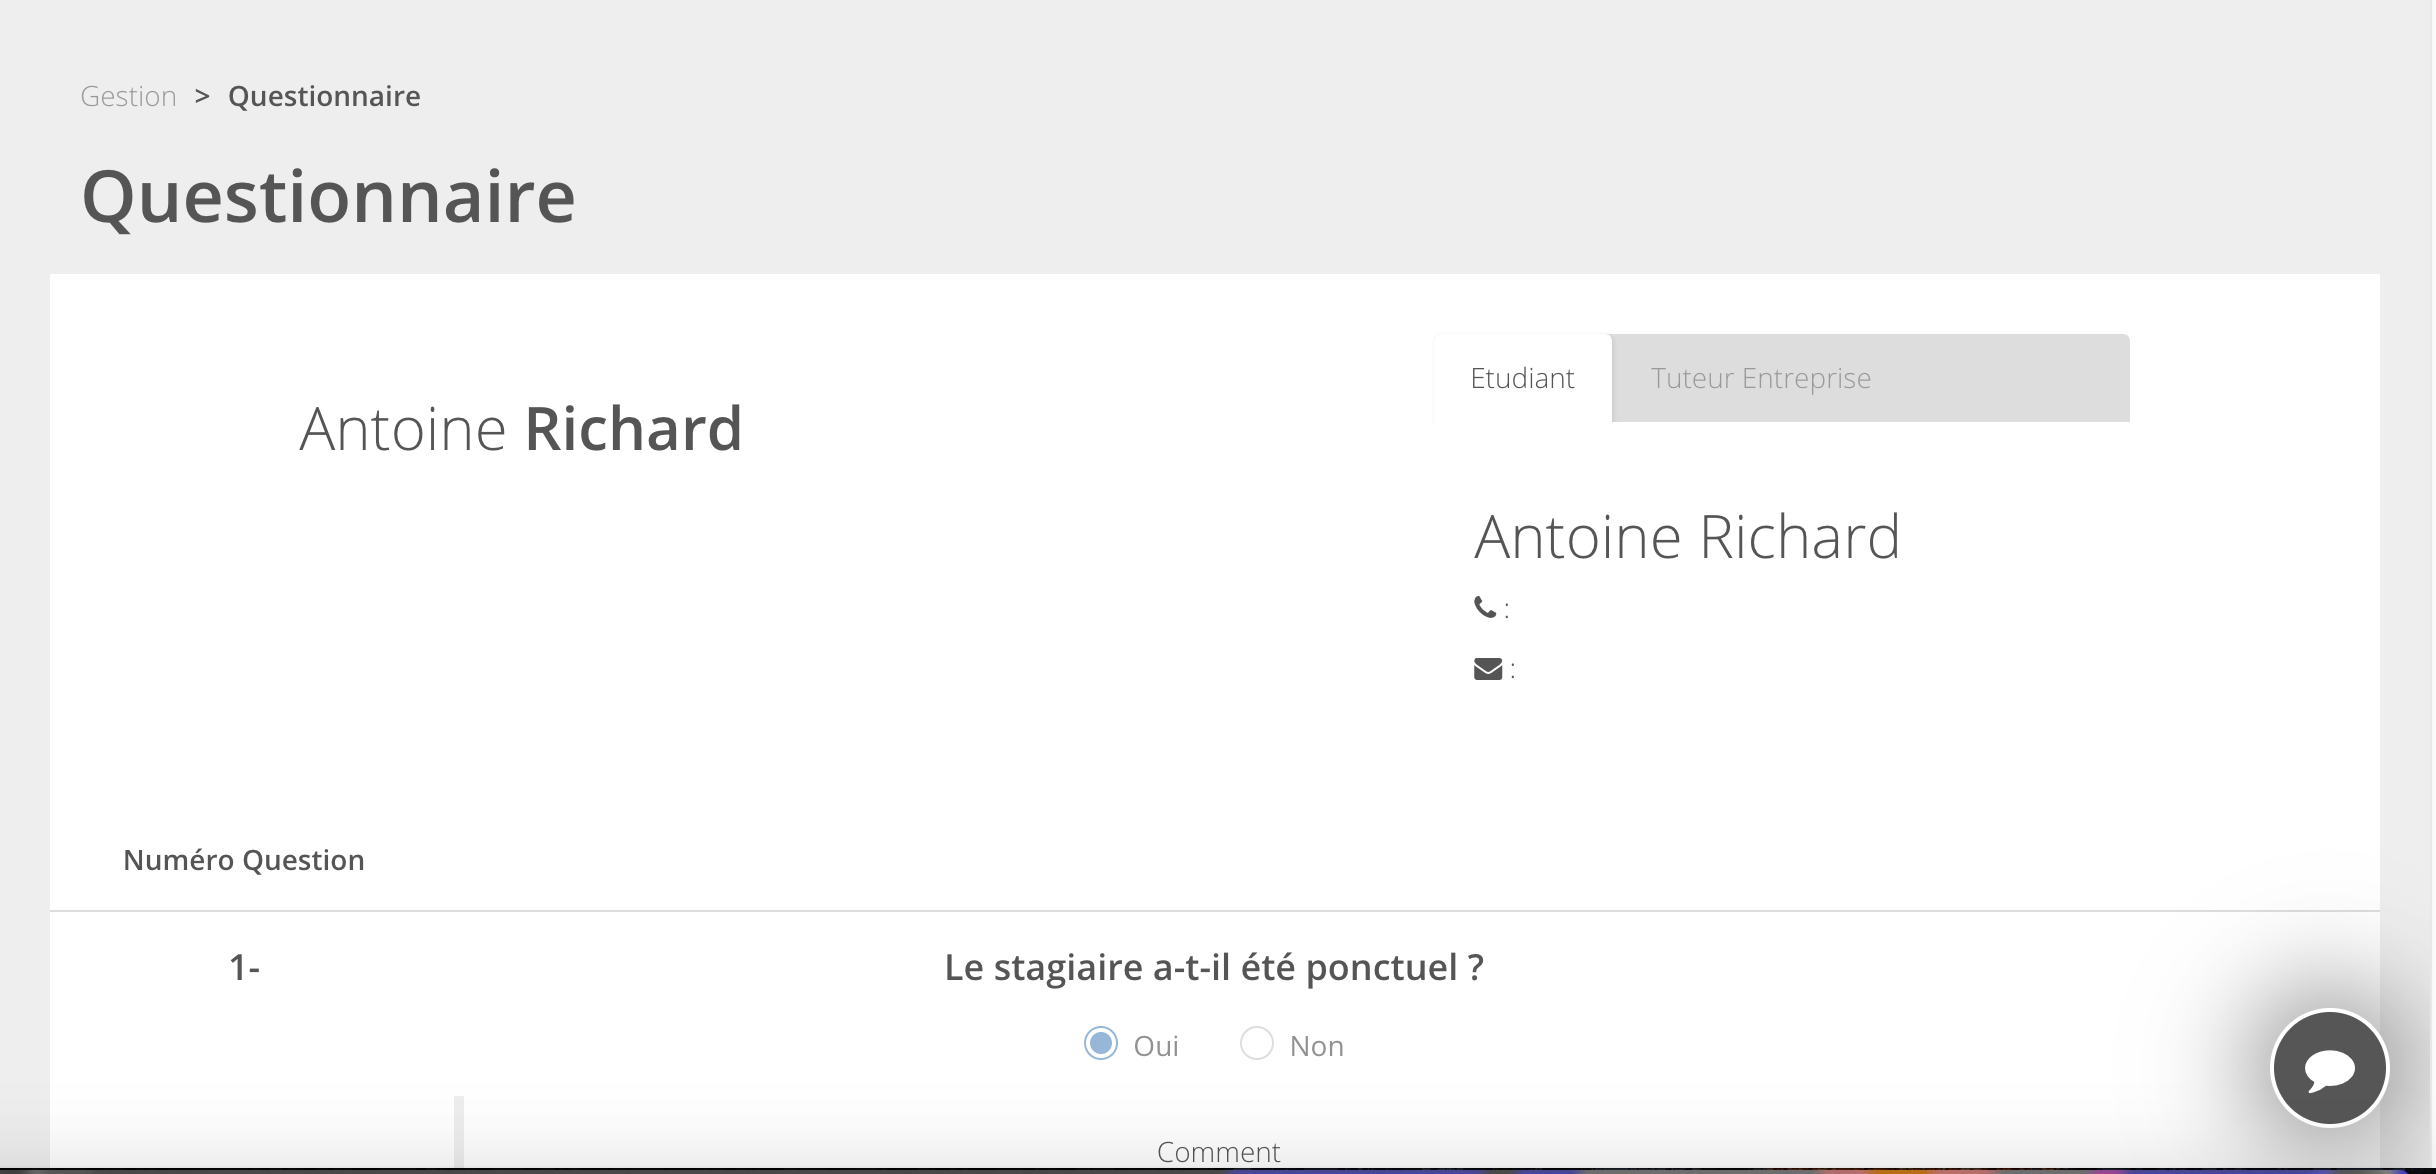 Gestion > Questionnaire
Questionnaire
Antoine Richard
Etudiant
Tuteur Entreprise
Antoine Richard
:
:
Numéro Question
1-
Le stagiaire a-t-il été ponctuel ?
Oui
Non
Comment